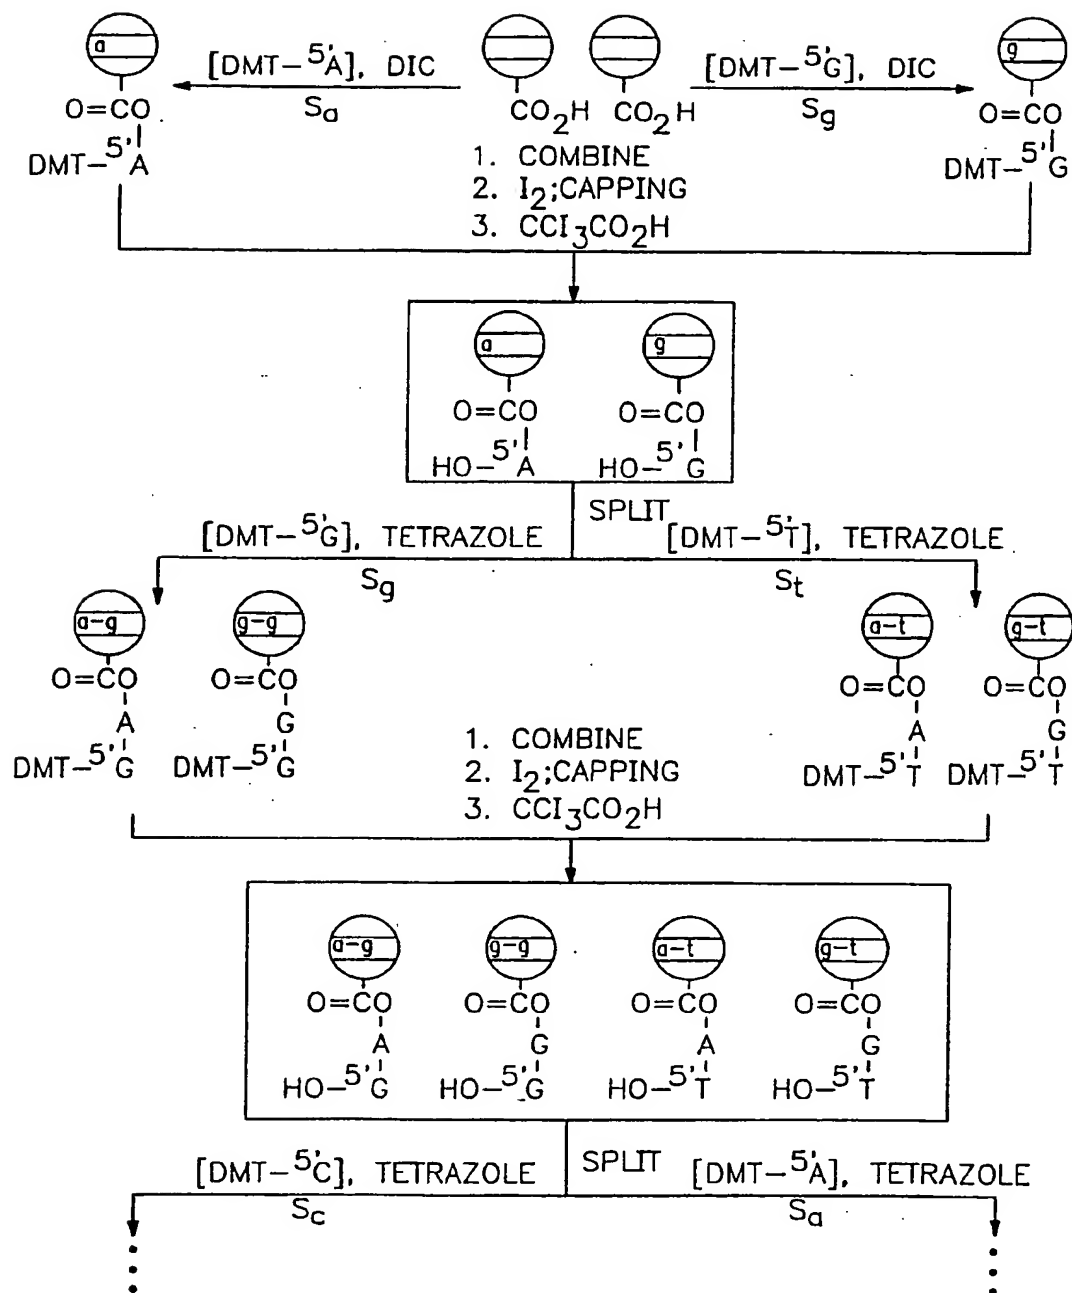 a
g
[DMT-5'A], DIC
[DMT-5'G], DIC
Sa
Sg
CO2H CO2H
O=CO
O=CO
DMT-5'A
DMT-5'G
1. COMBINE
2. I2;CAPPING
3. CCl3CO2H
a
g
O=CO
O=CO
HO-5'A
HO-5'G
SPLIT
[DMT-5'G], TETRAZOLE
[DMT-5'T], TETRAZOLE
Sg
St
a-g
g-g
a-t
g-t
O=CO
O=CO
O=CO
O=CO
A
G
A
G
DMT-5'G
DMT-5'G
DMT-5'T
DMT-5'T
1. COMBINE
2. I2;CAPPING
3. CCl3CO2H
a-g
g-g
a-t
g-t
O=CO
O=CO
O=CO
O=CO
A
G
A
G
HO-5'G
HO-5'G
HO-5'T
HO-5'T
SPLIT
[DMT-5'C], TETRAZOLE
[DMT-5'A], TETRAZOLE
Sc
Sa